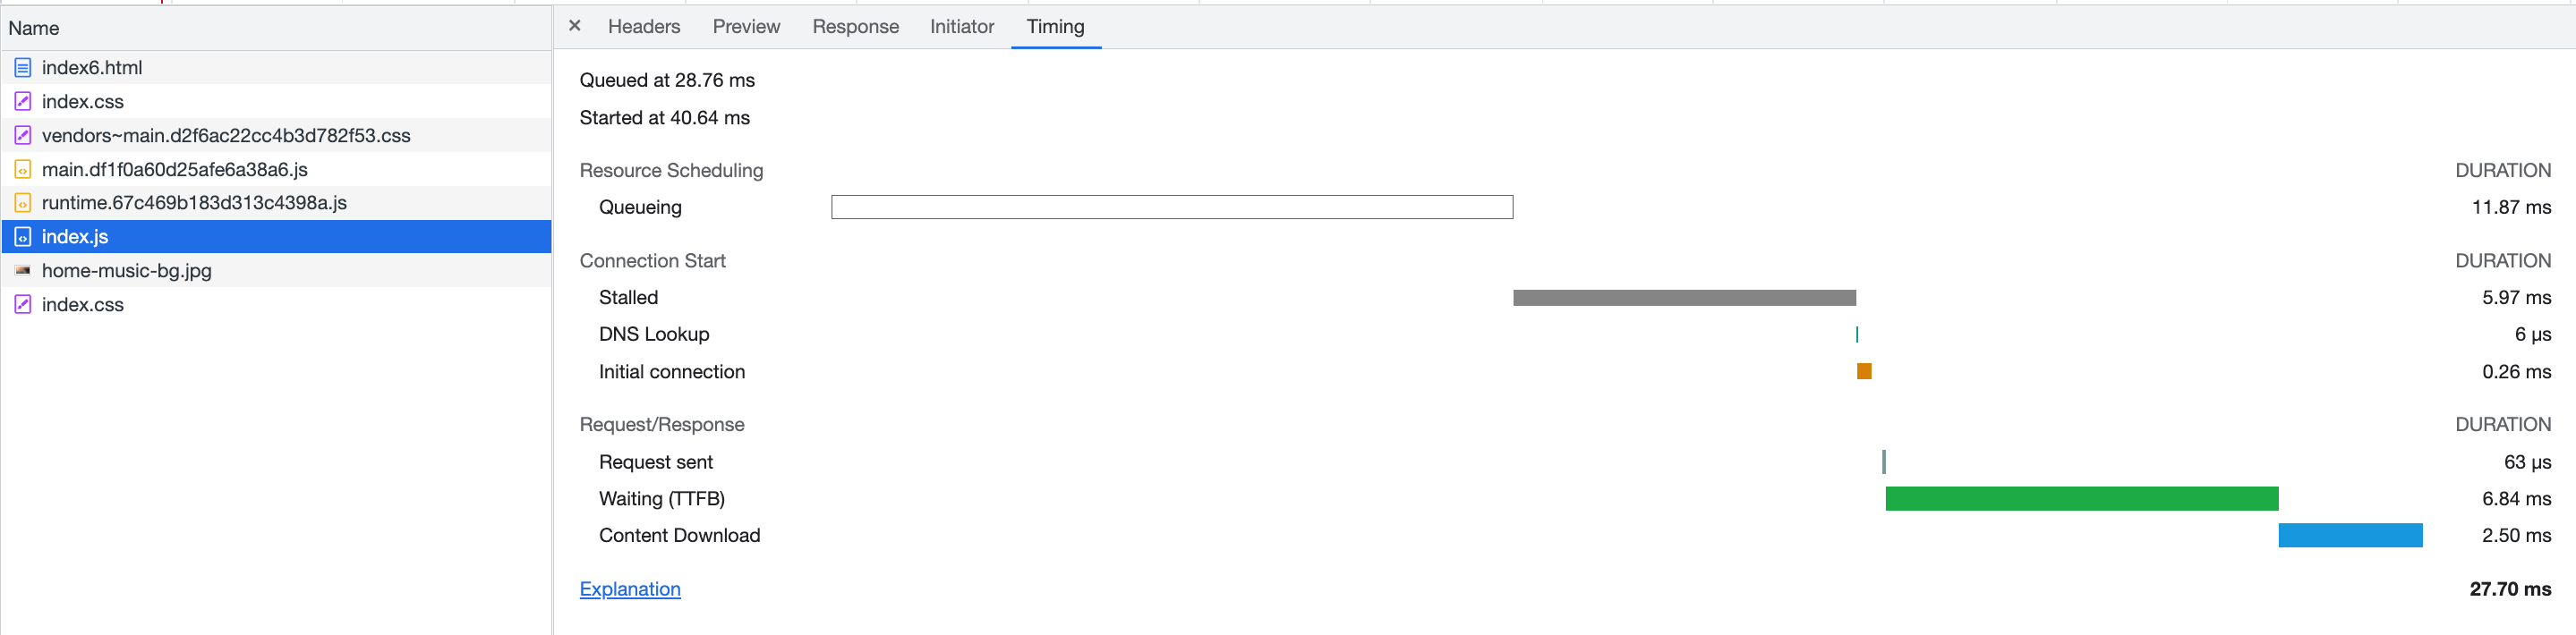 Name
index6.html
index.css
vendors~main.d2f6ac22cc4b3d782f53.css
main.df1f0a60d25afe6a38a6.js
runtime.67c469b183d313c4398a.js
index.js
home-music-bg.jpg
index.css
× Headers Preview Response Initiator Timing
Queued at 28.76 ms
Started at 40.64 ms
Resource Scheduling DURATION
Queueing 11.87 ms
Connection Start DURATION
Stalled 5.97 ms
DNS Lookup 6 μs
Initial connection 0.26 ms
Request/Response DURATION
Request sent 63 μs
Waiting (TTFB) 6.84 ms
Content Download 2.50 ms
Explanation 27.70 ms